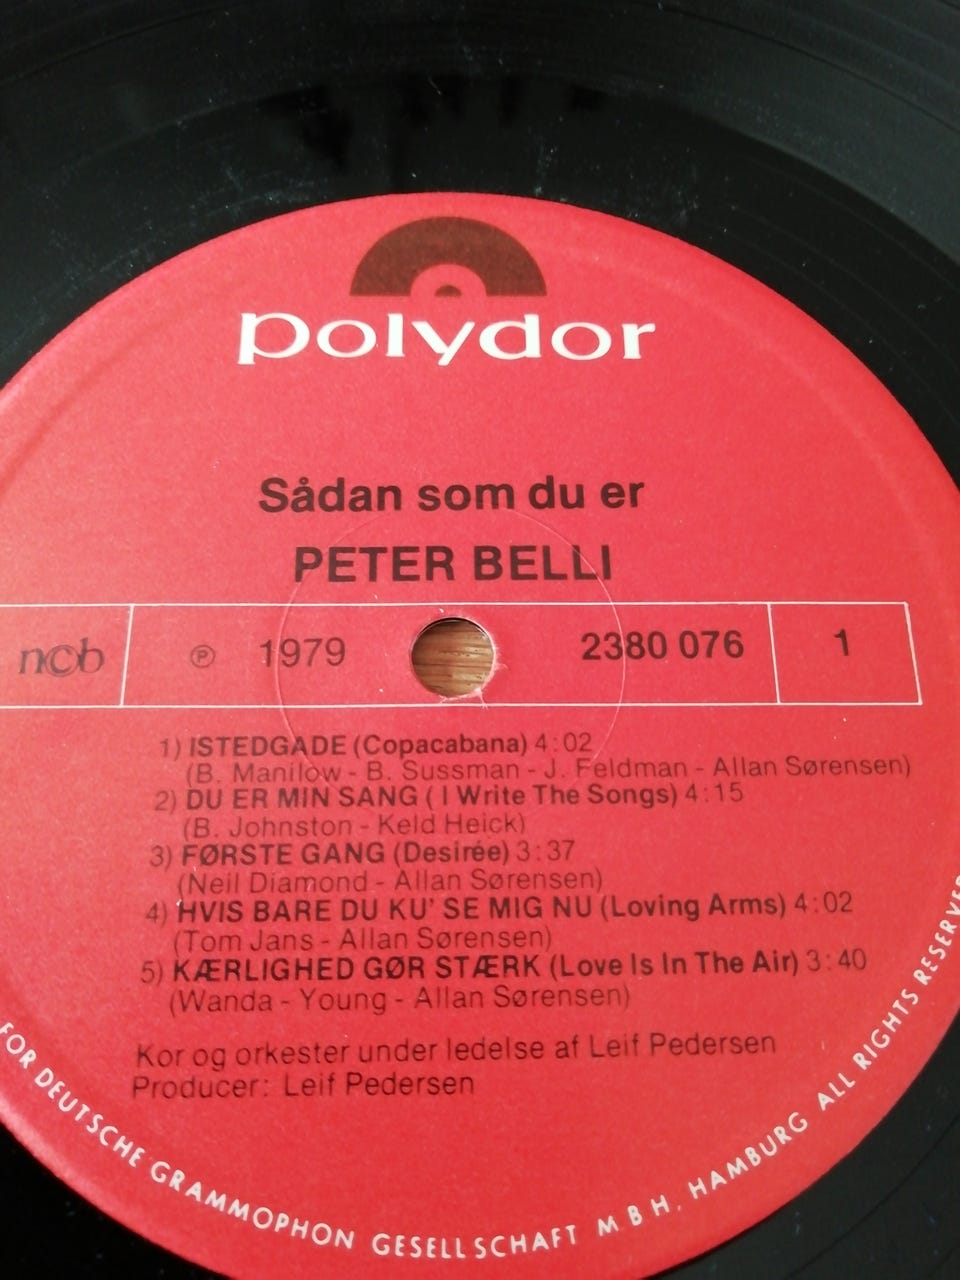 polydor
Sådan som du er
PETER BELLI
ncb ℗ 1979 2380 076 1
1) ISTEDGADE (Copacabana) 4:02
(B. Manilow - B. Sussman - J. Feldman - Allan Sørensen)
2) DU ER MIN SANG ( I Write The Songs) 4:15
(B. Johnston - Keld Heick)
3) FØRSTE GANG (Desirée) 3:37
(Neil Diamond - Allan Sørensen)
4) HVIS BARE DU KU' SE MIG NU (Loving Arms) 4:02
(Tom Jans - Allan Sørensen)
5) KÆRLIGHED GØR STÆRK (Love Is In The Air) 3:40
(Wanda - Young - Allan Sørensen)
Kor og orkester under ledelse af Leif Pedersen
Producer: Leif Pedersen
FOR DEUTSCHE GRAMMOPHON GESELLSCHAFT M B H, HAMBURG ALL RIGHTS